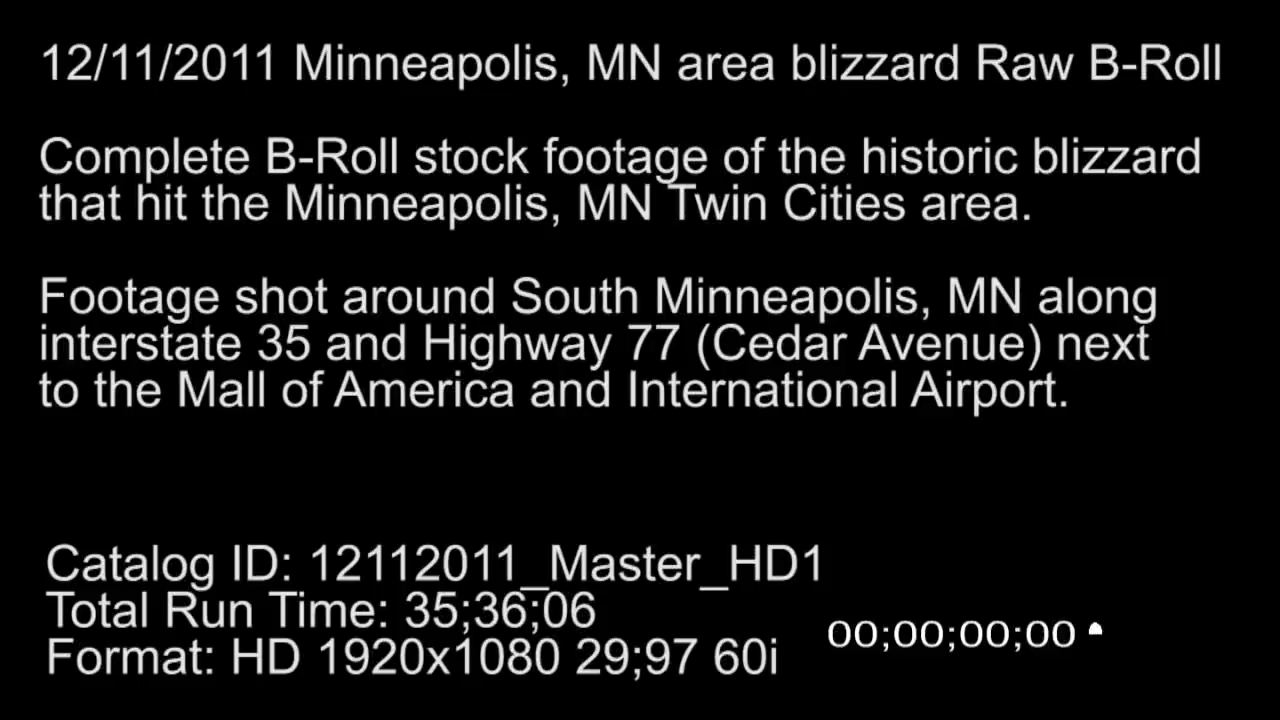 12/11/2011 Minneapolis, MN area blizzard Raw B-Roll
Complete B-Roll stock footage of the historic blizzard
that hit the Minneapolis, MN Twin Cities area.
Footage shot around South Minneapolis, MN along
interstate 35 and Highway 77 (Cedar Avenue) next
to the Mall of America and International Airport.
Catalog ID: 12112011_Master_HD1
Total Run Time: 35;36;06
Format: HD 1920x1080 29;97 60i
00;00;00;00